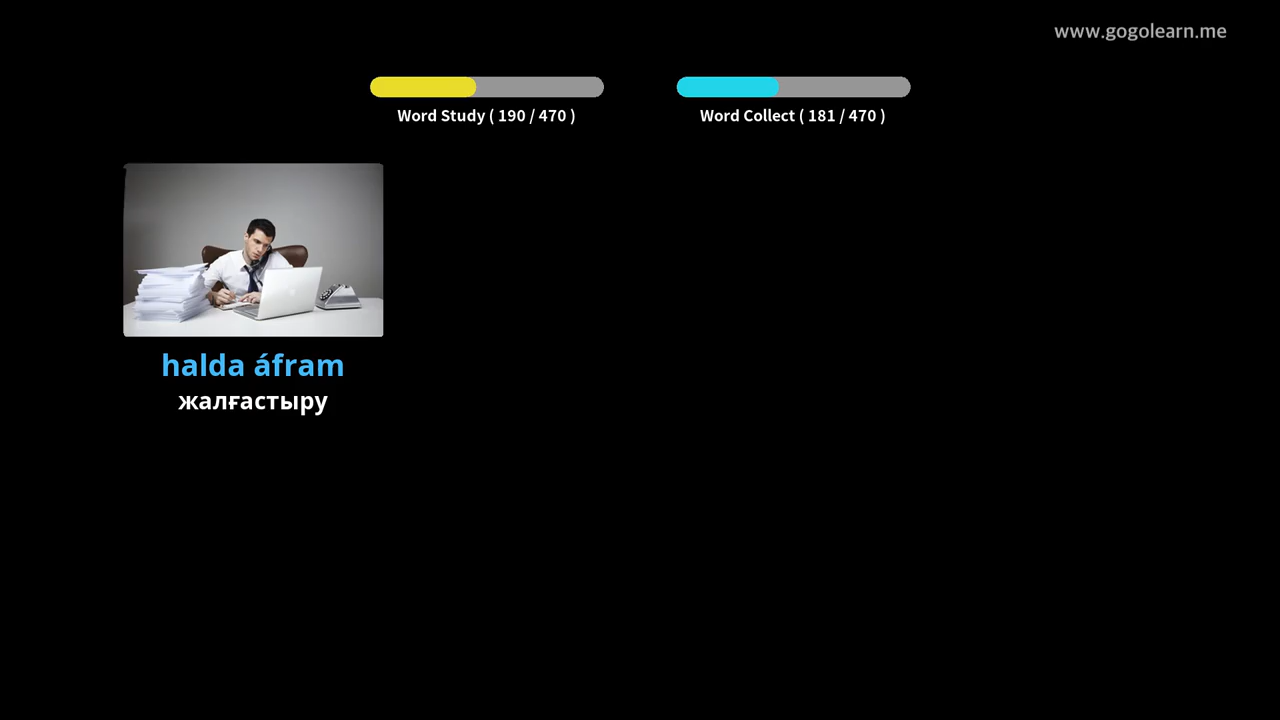 www.gogolearn.me
Word Study ( 190 / 470 )
Word Collect ( 181 / 470 )
halda áfram
жалғастыру